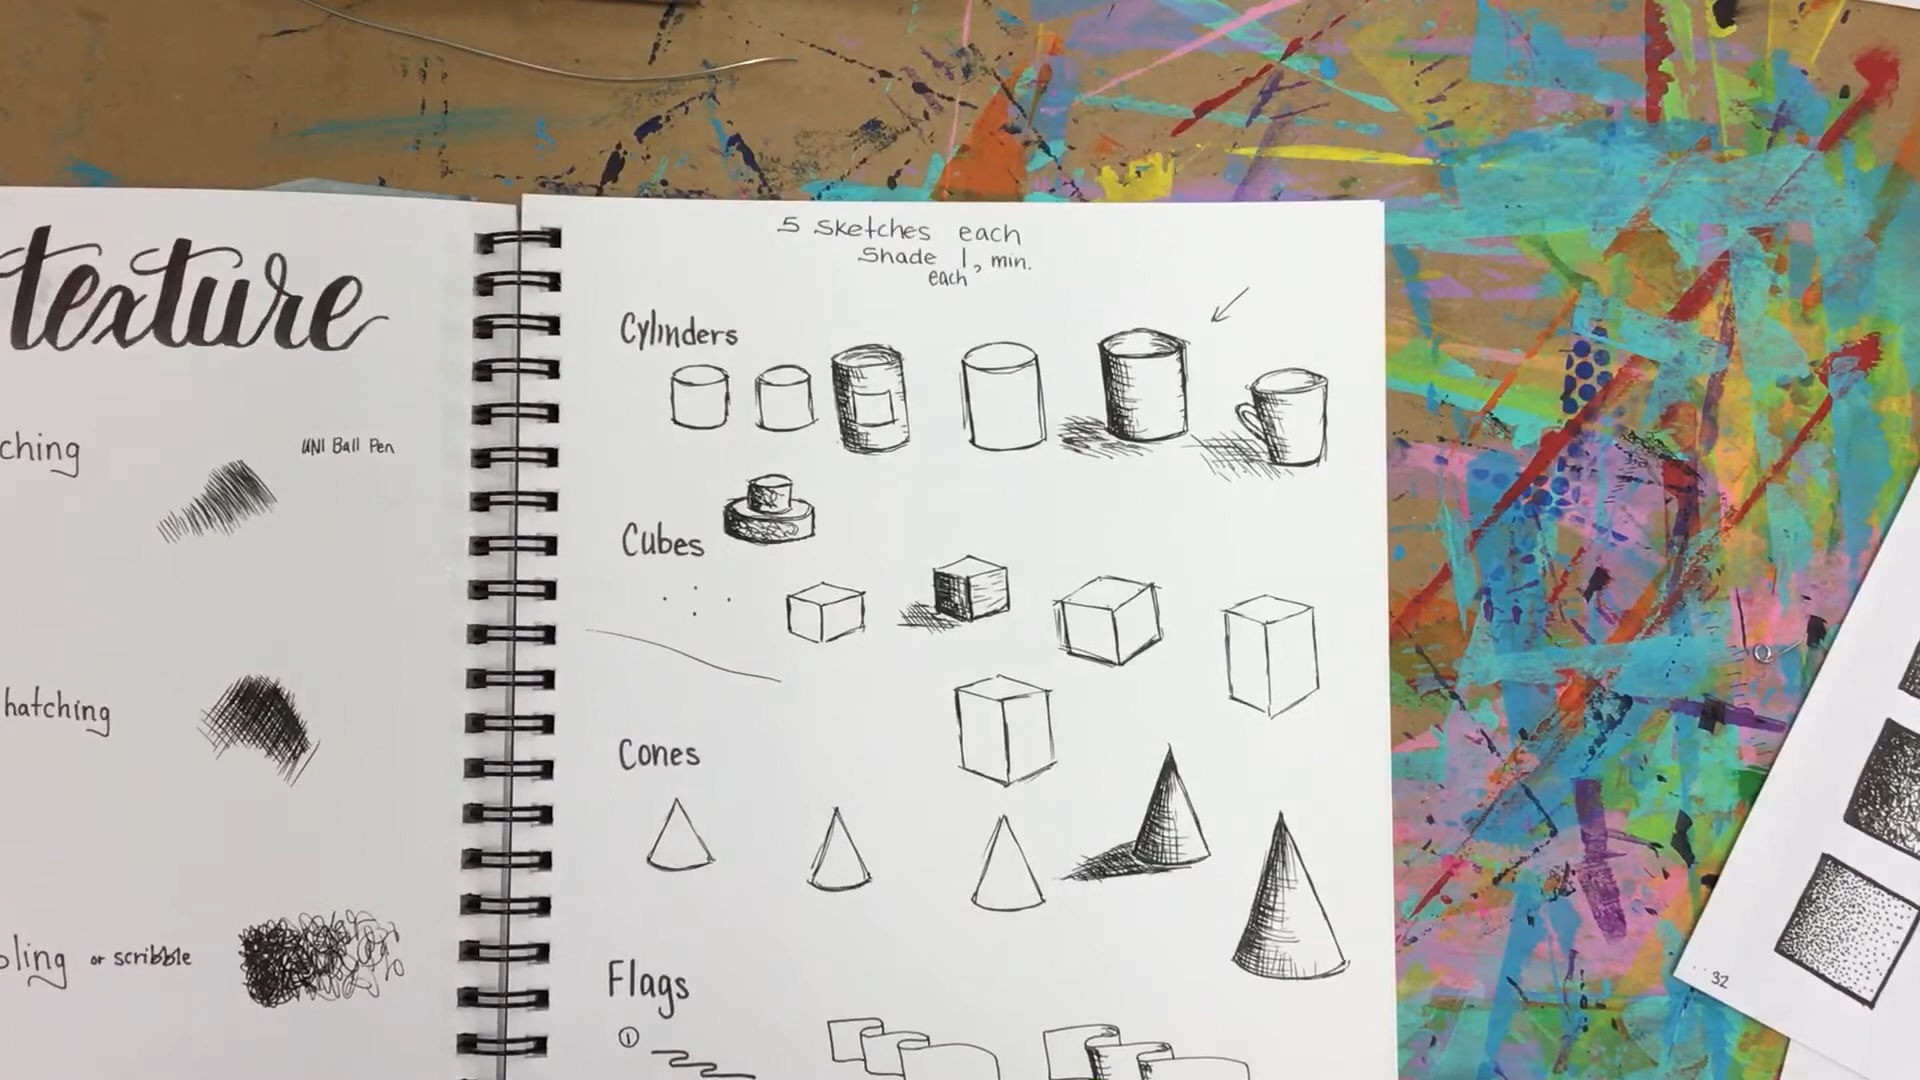 texture
ching
UNI Ball Pen
hatching
bling or scribble
5 sketches each
Shade 1, min.
each
Cylinders
Cubes
Cones
Flags
1
32